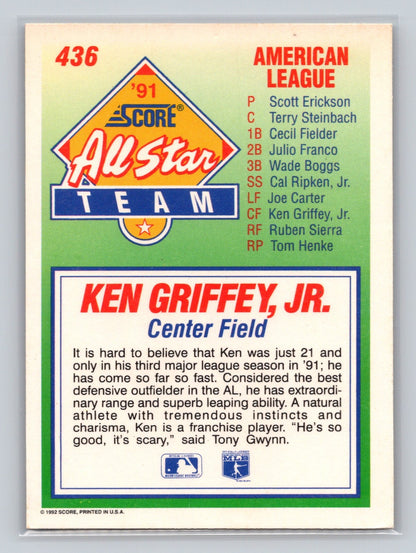 436
'91
SCORE®
All Star
TEAM
AMERICAN
LEAGUE
P Scott Erickson
C Terry Steinbach
1B Cecil Fielder
2B Julio Franco
3B Wade Boggs
SS Cal Ripken, Jr.
LF Joe Carter
CF Ken Griffey, Jr.
RF Ruben Sierra
RP Tom Henke
KEN GRIFFEY, JR.
Center Field
It is hard to believe that Ken was just 21 and
only in his third major league season in '91; he
has come so far so fast. Considered the best
defensive outfielder in the AL, he has extraordi-
nary range and superb leaping ability. A natural
athlete with tremendous instincts and
charisma, Ken is a franchise player. “He's so
good, it's scary,” said Tony Gwynn.
MLB
© 1992 SCORE, PRINTED IN U.S.A.